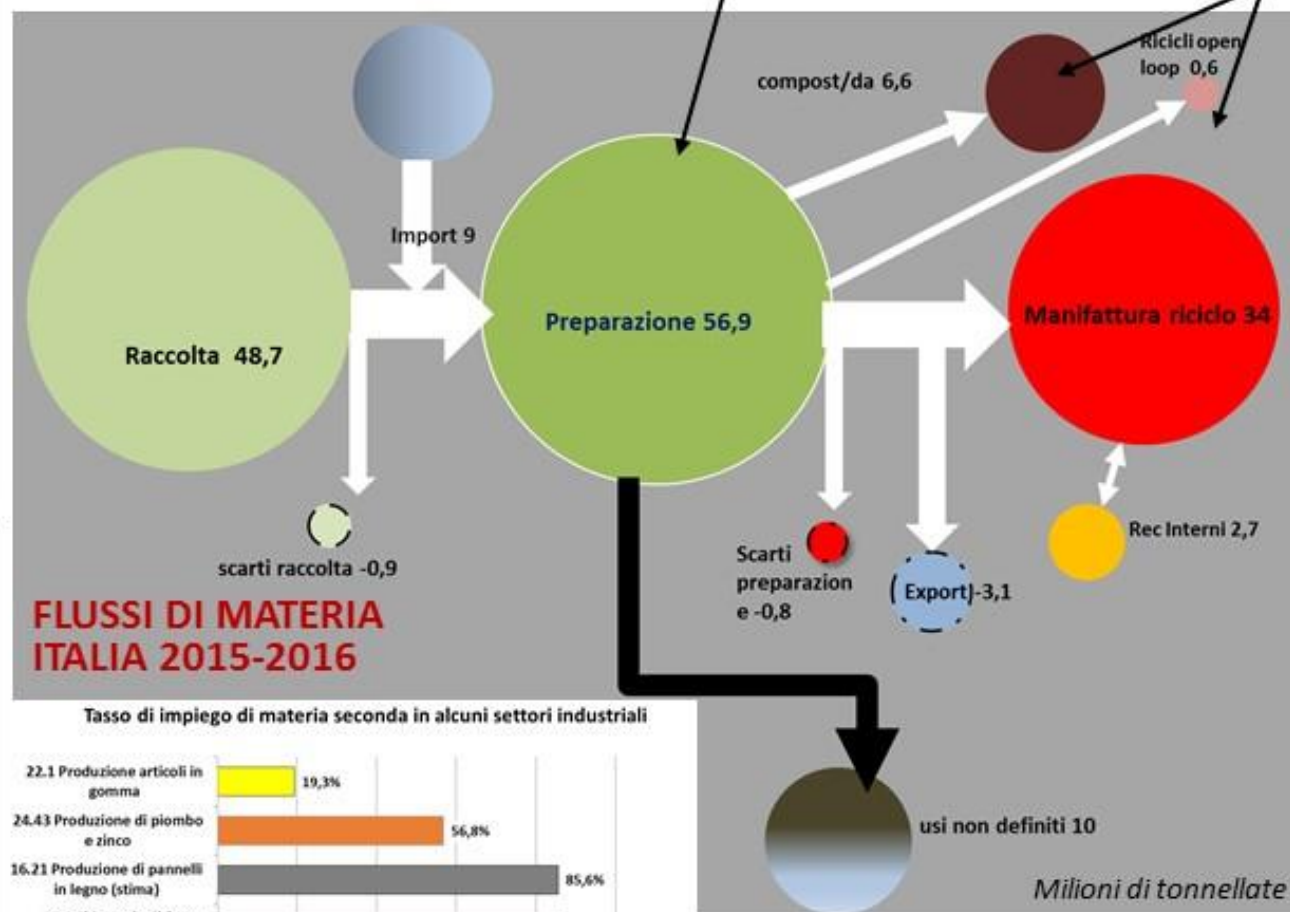 compost/da 6,6
Ricicli open
loop 0,6
Import 9
Raccolta 48,7
Preparazione 56,9
Manifattura riciclo 34
scarti raccolta -0,9
Scarti
preparazion
e -0,8
Export -3,1
Rec Interni 2,7
FLUSSI DI MATERIA
ITALIA 2015-2016
usi non definiti 10
Milioni di tonnellate
Tasso di impiego di materia seconda in alcuni settori industriali
22.1 Produzione articoli in
gomma
19,3%
24.43 Produzione di piombo
e zinco
56,8%
16.21 Produzione di pannelli
in legno (stima)
85,6%